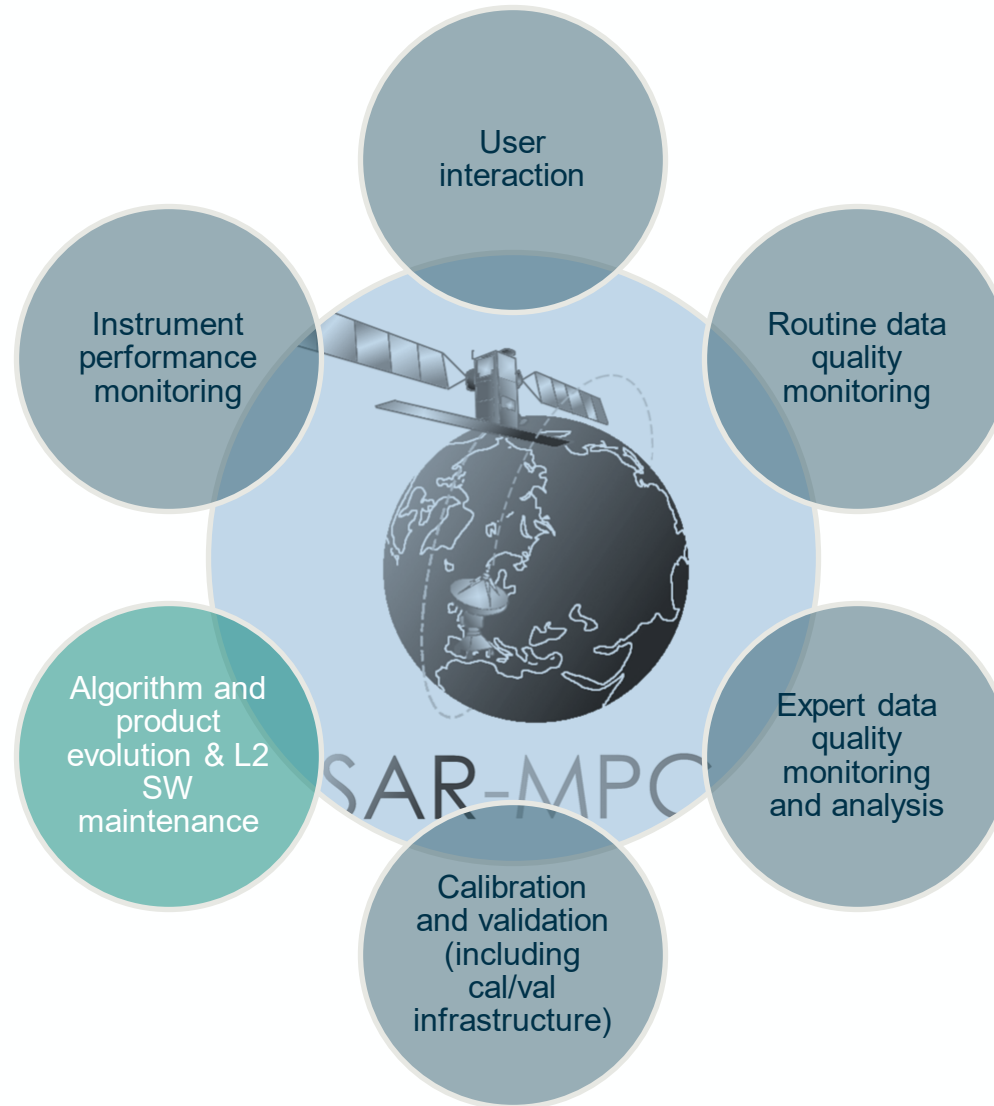 User
interaction
Instrument
performance
monitoring
Routine data
quality
monitoring
Algorithm and
product
evolution & L2
SW
maintenance
Expert data
quality
monitoring
and analysis
SAR-MPC
Calibration
and validation
(including
cal/val
infrastructure)